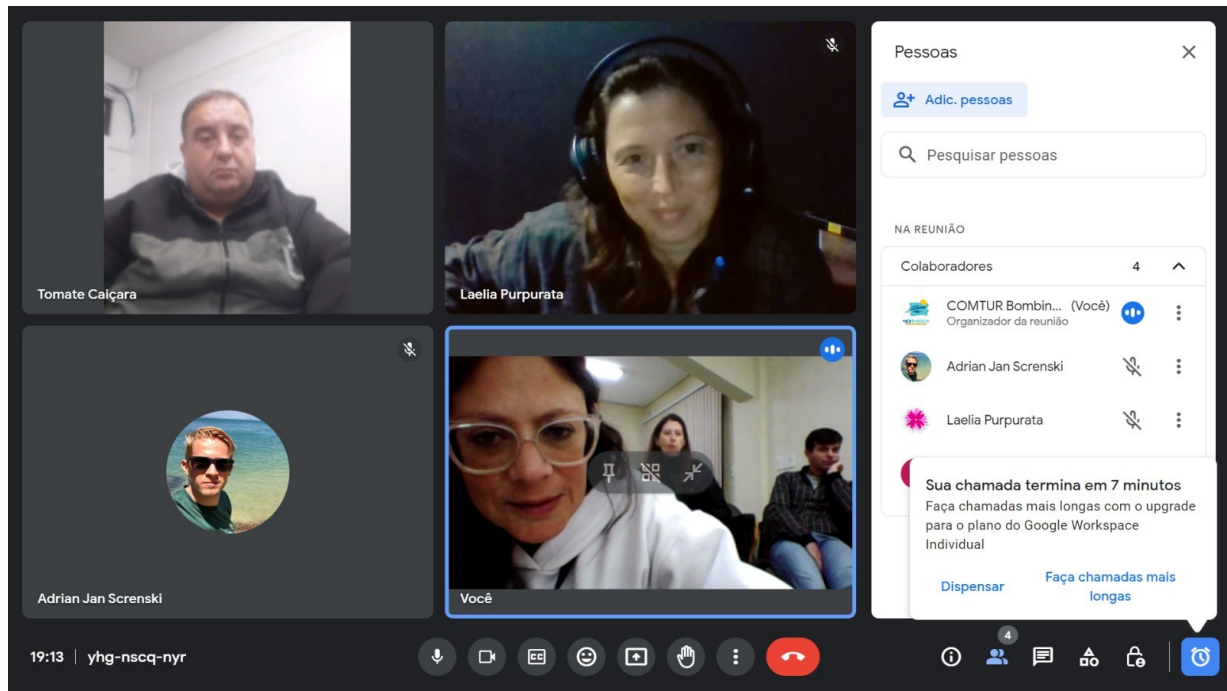 Tomate Caiçara
Laelia Purpurata
Adrian Jan Screnski
Você
Pessoas
Adic. pessoas
Pesquisar pessoas
NA REUNIÃO
Colaboradores 4
COMTUR Bombin... (Você)
Organizador da reunião
Adrian Jan Screnski
Laelia Purpurata
Sua chamada termina em 7 minutos
Faça chamadas mais longas com o upgrade
para o plano do Google Workspace
Individual
Dispensar
Faça chamadas mais
longas
19:13 | yhg-nscq-nyr
CC
4